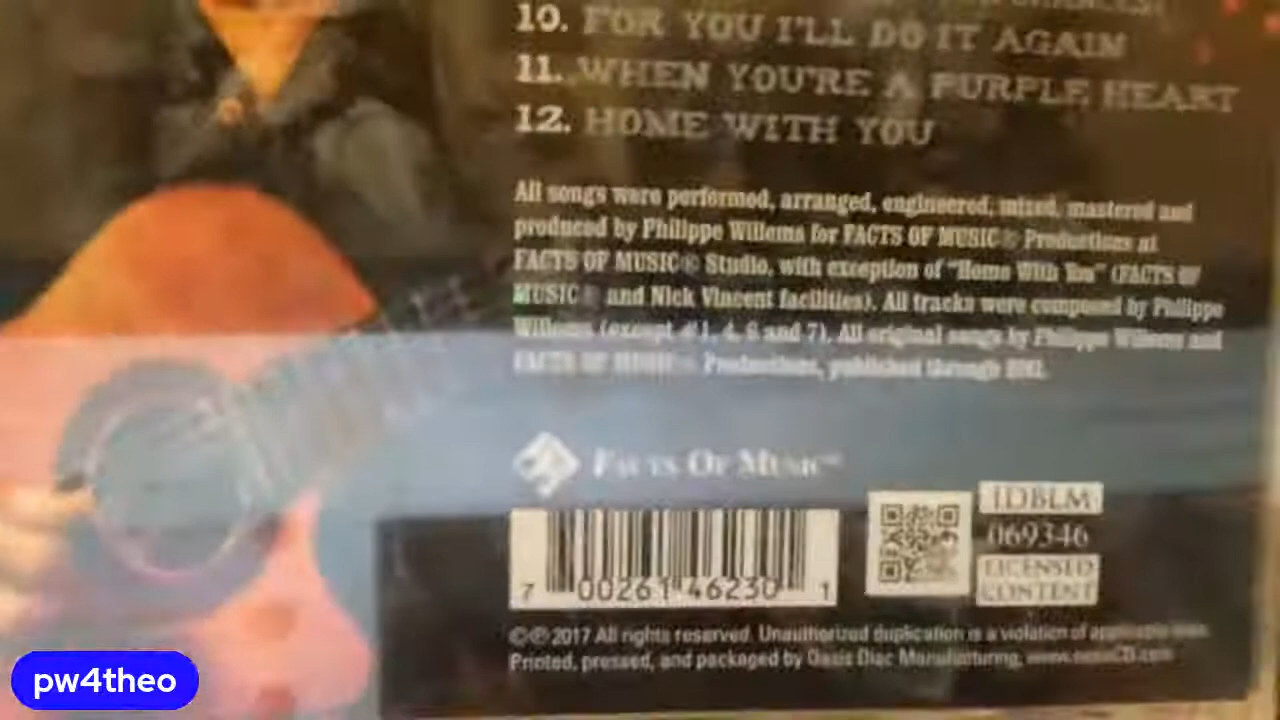 10. FOR YOU I'LL DO IT AGAIN
11. WHEN YOU'RE A PURPLE HEART
12. HOME WITH YOU
All songs were performed, arranged, engineered, mixed, mastered and
produced by Philippe Willems for FACTS OF MUSIC® Productions at
FACTS OF MUSIC® Studio, with exception of "Home With You" (FACTS OF
MUSIC® and Nick Vincent facilities). All tracks were composed by Philippe
Willems (except #1, 4, 6 and 7). All original songs by Philippe Willems and
FACTS OF MUSIC® Productions, published through BMI.
FACTS OF MUSIC™
7 00261 46230 1
IDBLM
069346
LICENSED
CONTENT
©℗ 2017 All rights reserved. Unauthorized duplication is a violation of applicable laws.
Printed, pressed, and packaged by Oasis Disc Manufacturing, www.oasisCD.com
pw4theo